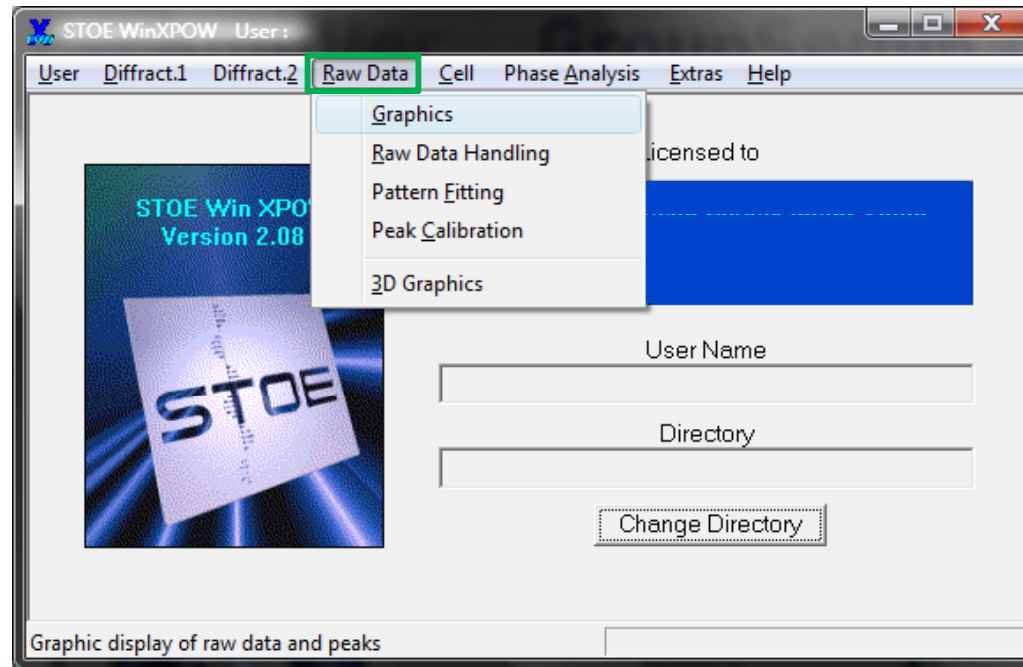 STOE WinXPOW User :
User Diffract.1 Diffract.2 Raw Data Cell Phase Analysis Extras Help
Graphics
Raw Data Handling
Pattern Fitting
Peak Calibration
3D Graphics
Licensed to
STOE Win XPO
Version 2.08
STOE
User Name
Directory
Change Directory
Graphic display of raw data and peaks